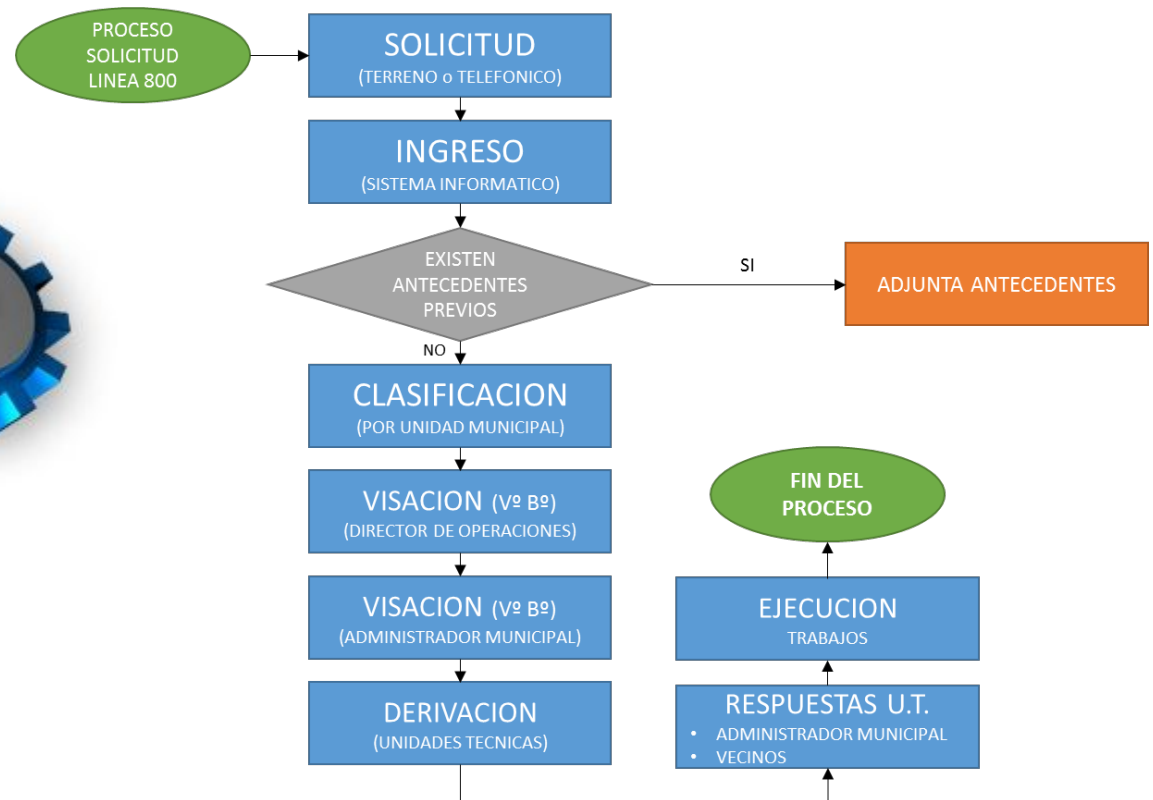 PROCESO
SOLICITUD
LINEA 800
SOLICITUD
(TERRENO o TELEFONICO)
INGRESO
(SISTEMA INFORMATICO)
EXISTEN
ANTECEDENTES
PREVIOS
SI
ADJUNTA ANTECEDENTES
NO
CLASIFICACION
(POR UNIDAD MUNICIPAL)
VISACION (Vº Bº)
(DIRECTOR DE OPERACIONES)
VISACION (Vº Bº)
(ADMINISTRADOR MUNICIPAL)
DERIVACION
(UNIDADES TECNICAS)
RESPUESTAS U.T.
• ADMINISTRADOR MUNICIPAL
• VECINOS
EJECUCION
TRABAJOS
FIN DEL
PROCESO